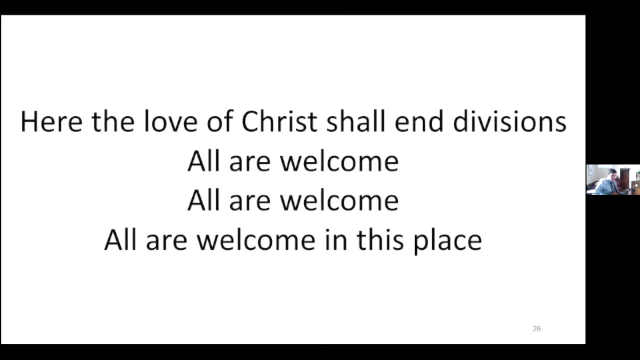 Here the love of Christ shall end divisions
All are welcome
All are welcome
All are welcome in this place
26